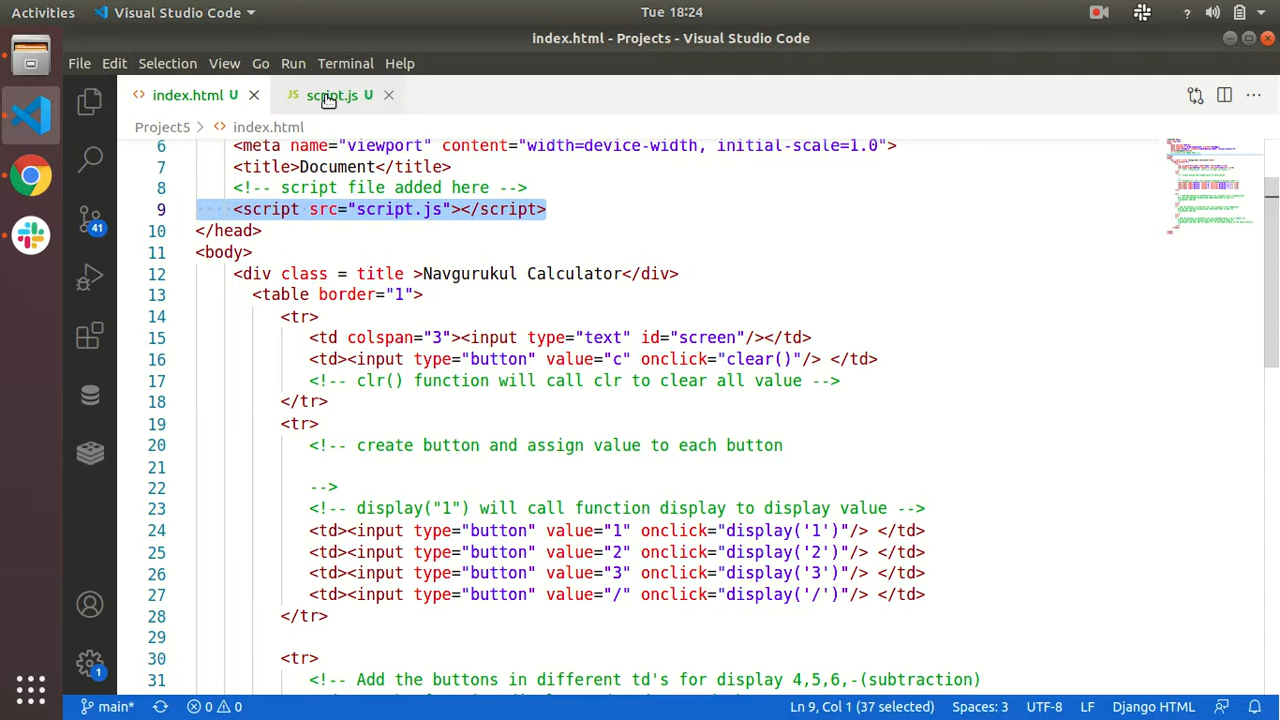 Activities Visual Studio Code Tue 18:24 ?
index.html - Projects - Visual Studio Code
File Edit Selection View Go Run Terminal Help
<> index.html U JS script.js U
Project5 > <> index.html
6 <meta name="viewport" content="width=device-width, initial-scale=1.0">
7 <title>Document</title>
8 <!-- script file added here -->
9 ····<script src="script.js"></script>
10 </head>
11 <body>
12 <div class = title >Navgurukul Calculator</div>
13 <table border="1">
14 <tr>
15 <td colspan="3"><input type="text" id="screen"/></td>
16 <td><input type="button" value="c" onclick="clear()"/> </td>
17 <!-- clr() function will call clr to clear all value -->
18 </tr>
19 <tr>
20 <!-- create button and assign value to each button
21
22 -->
23 <!-- display("1") will call function display to display value -->
24 <td><input type="button" value="1" onclick="display('1')"/> </td>
25 <td><input type="button" value="2" onclick="display('2')"/> </td>
26 <td><input type="button" value="3" onclick="display('3')"/> </td>
27 <td><input type="button" value="/" onclick="display('/')"/> </td>
28 </tr>
29
30 <tr>
31 <!-- Add the buttons in different td's for display 4,5,6,-(subtraction)
41
1
main* 0 0 Ln 9, Col 1 (37 selected) Spaces: 3 UTF-8 LF Django HTML